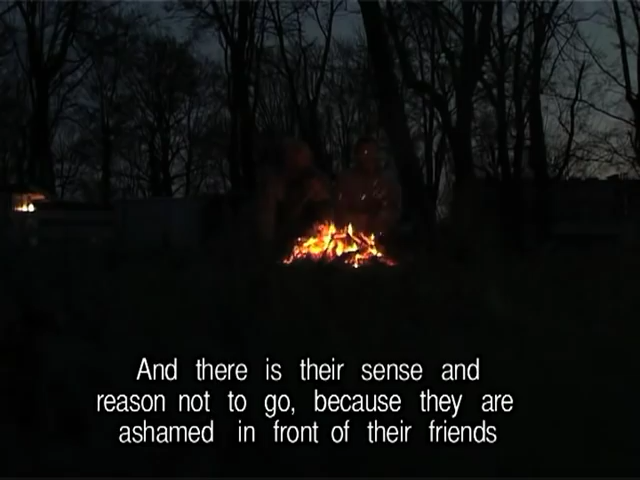 And there is their sense and
reason not to go, because they are
ashamed in front of their friends